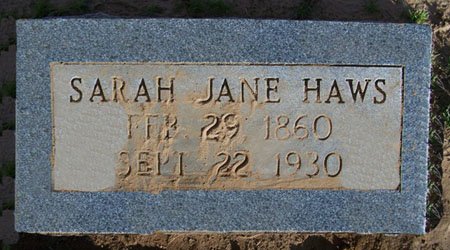 SARAH JANE HAWS
FEB. 29 1860
SEPT. 22 1930